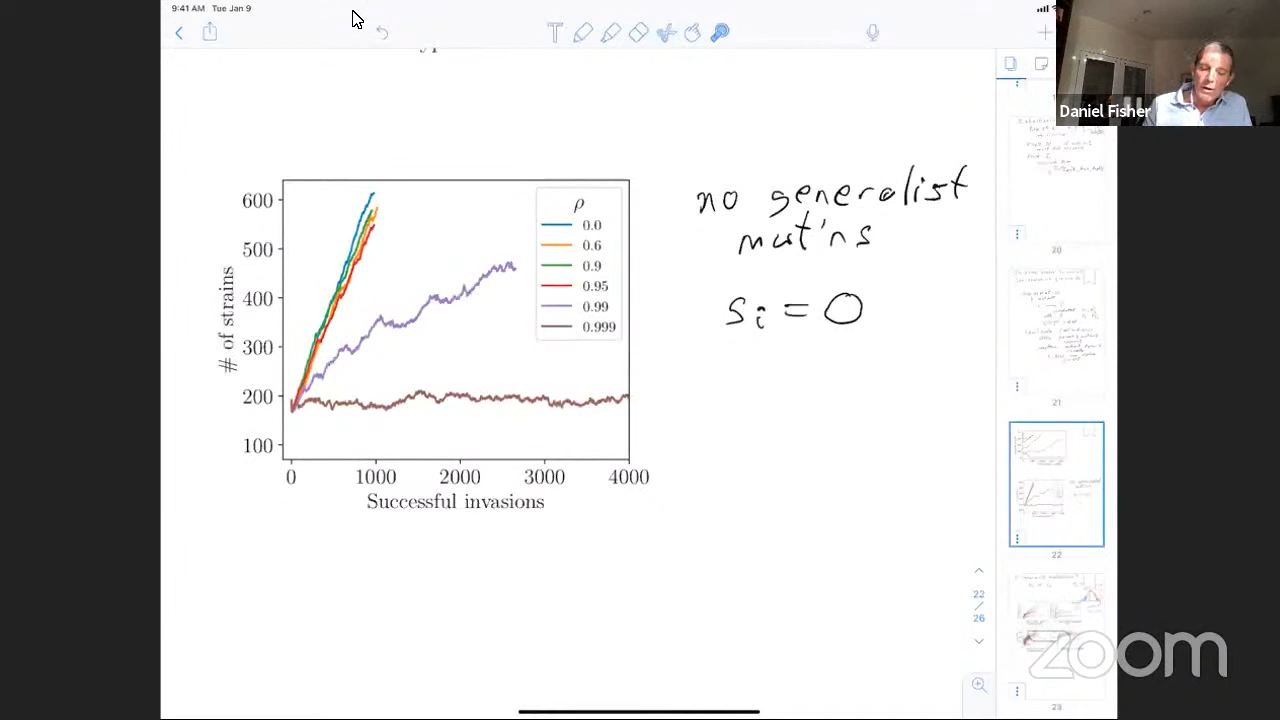 9:41 AM Tue Jan 9
Daniel Fisher
600
500
400
300
200
100
# of strains
0
1000
2000
3000
4000
Successful invasions
ρ
0.0
0.6
0.9
0.95
0.99
0.999
no generalist
mut'ns
si = 0
20
21
22
23
22
/
26
zoom